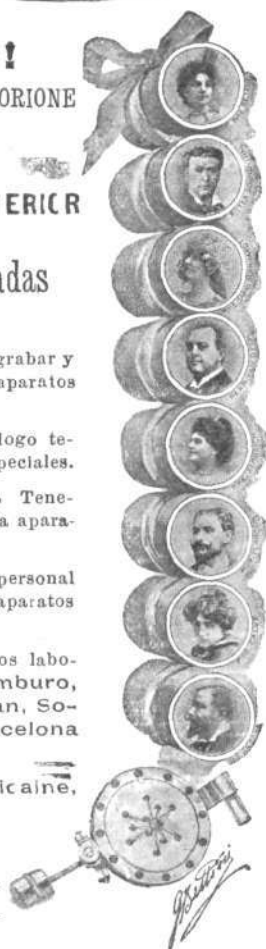 !
ORIONE
ERICR
adas
grabar y
aparatos
logo te-
peciales.
Tene-
a apara-
personal
aparatos
os labo-
mburo,
an, So-
celona
icaine,